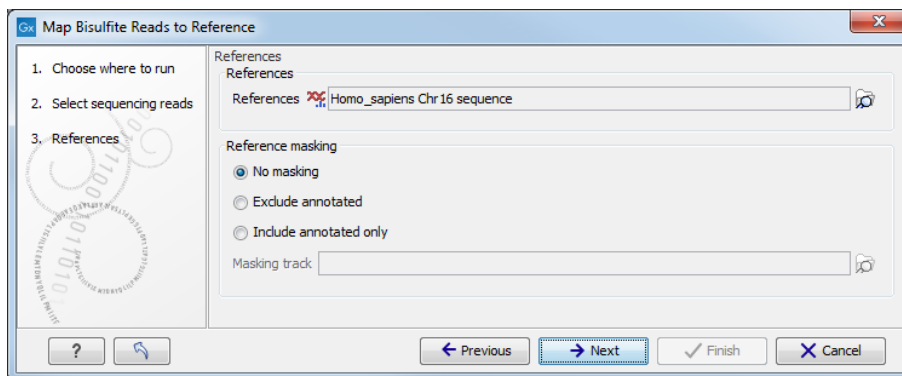 Gx Map Bisulfite Reads to Reference
1. Choose where to run
2. Select sequencing reads
3. References
References
References
References Homo_sapiens Chr16 sequence
Reference masking
No masking
Exclude annotated
Include annotated only
Masking track
? Previous Next Finish Cancel